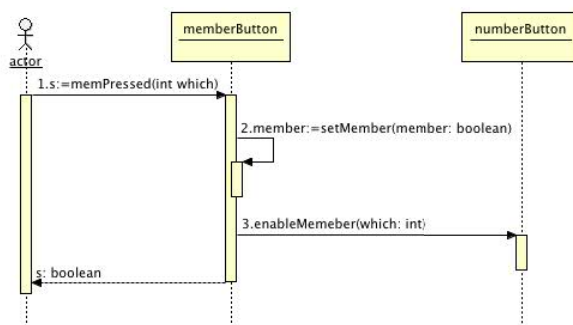 memberButton
numberButton
actor
1.s:=memPressed(int which)
2.member:=setMember(member: boolean)
3.enableMemeber(which: int)
s: boolean